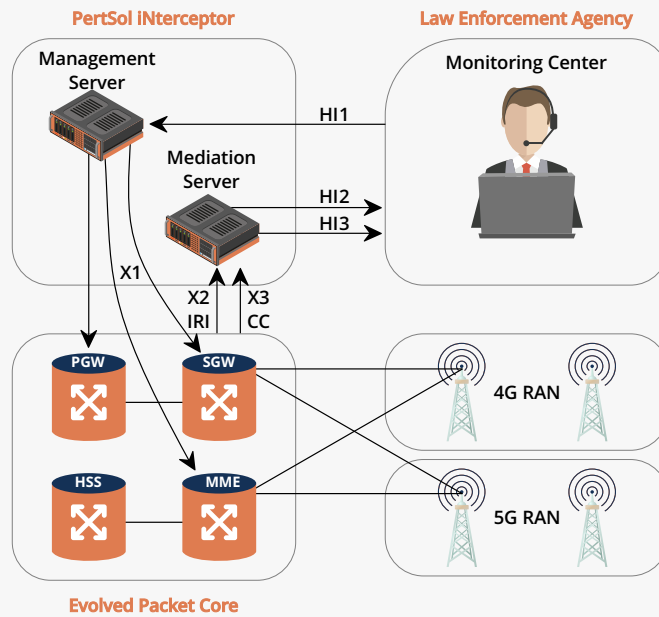 PertSol iNterceptor
Law Enforcement Agency
Management
Server
Monitoring Center
HI1
Mediation
Server
HI2
HI3
X1
X2
IRI
X3
CC
PGW
SGW
4G RAN
HSS
MME
5G RAN
Evolved Packet Core